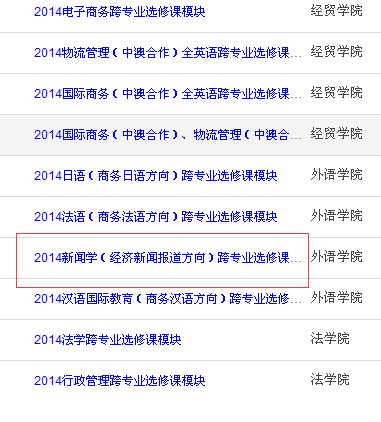 2014电子商务跨专业选修课模块 经贸学院
2014物流管理（中澳合作）全英语跨专业选修课... 经贸学院
2014国际商务（中澳合作）全英语跨专业选修课... 经贸学院
2014国际商务（中澳合作）、物流管理（中澳合... 经贸学院
2014日语（商务日语方向）跨专业选修课模块 外语学院
2014法语（商务法语方向）跨专业选修课模块 外语学院
2014新闻学（经济新闻报道方向）跨专业选修课... 外语学院
2014汉语国际教育（商务汉语方向）跨专业选修... 外语学院
2014法学跨专业选修课模块 法学院
2014行政管理跨专业选修课模块 法学院